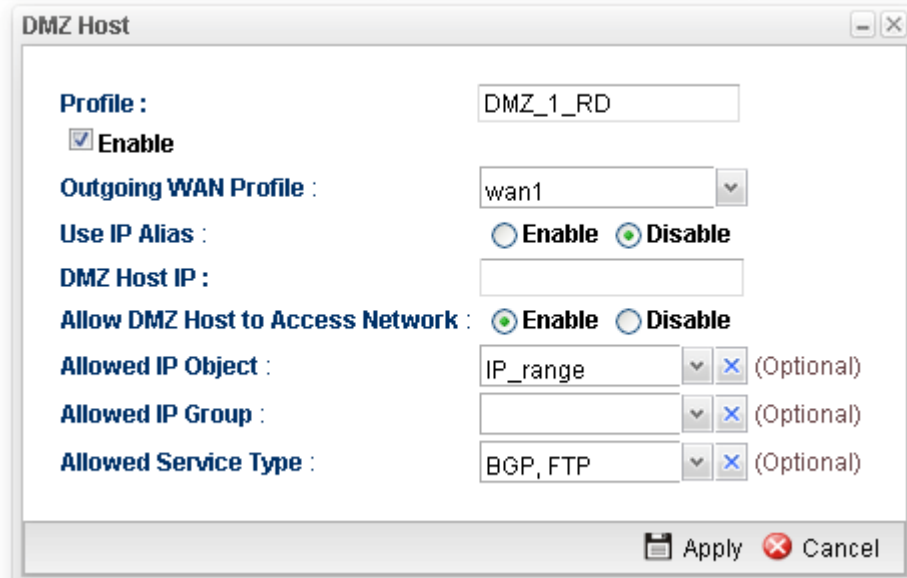 DMZ Host
Profile : DMZ_1_RD
Enable
Outgoing WAN Profile : wan1
Use IP Alias : Enable Disable
DMZ Host IP :
Allow DMZ Host to Access Network : Enable Disable
Allowed IP Object : IP_range (Optional)
Allowed IP Group : (Optional)
Allowed Service Type : BGP, FTP (Optional)
Apply Cancel